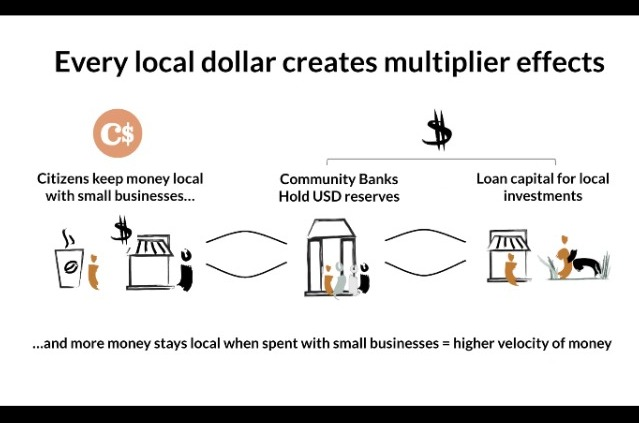 Every local dollar creates multiplier effects
C$
$
Citizens keep money local
with small businesses...
Community Banks
Hold USD reserves
Loan capital for local
investments
$
...and more money stays local when spent with small businesses = higher velocity of money